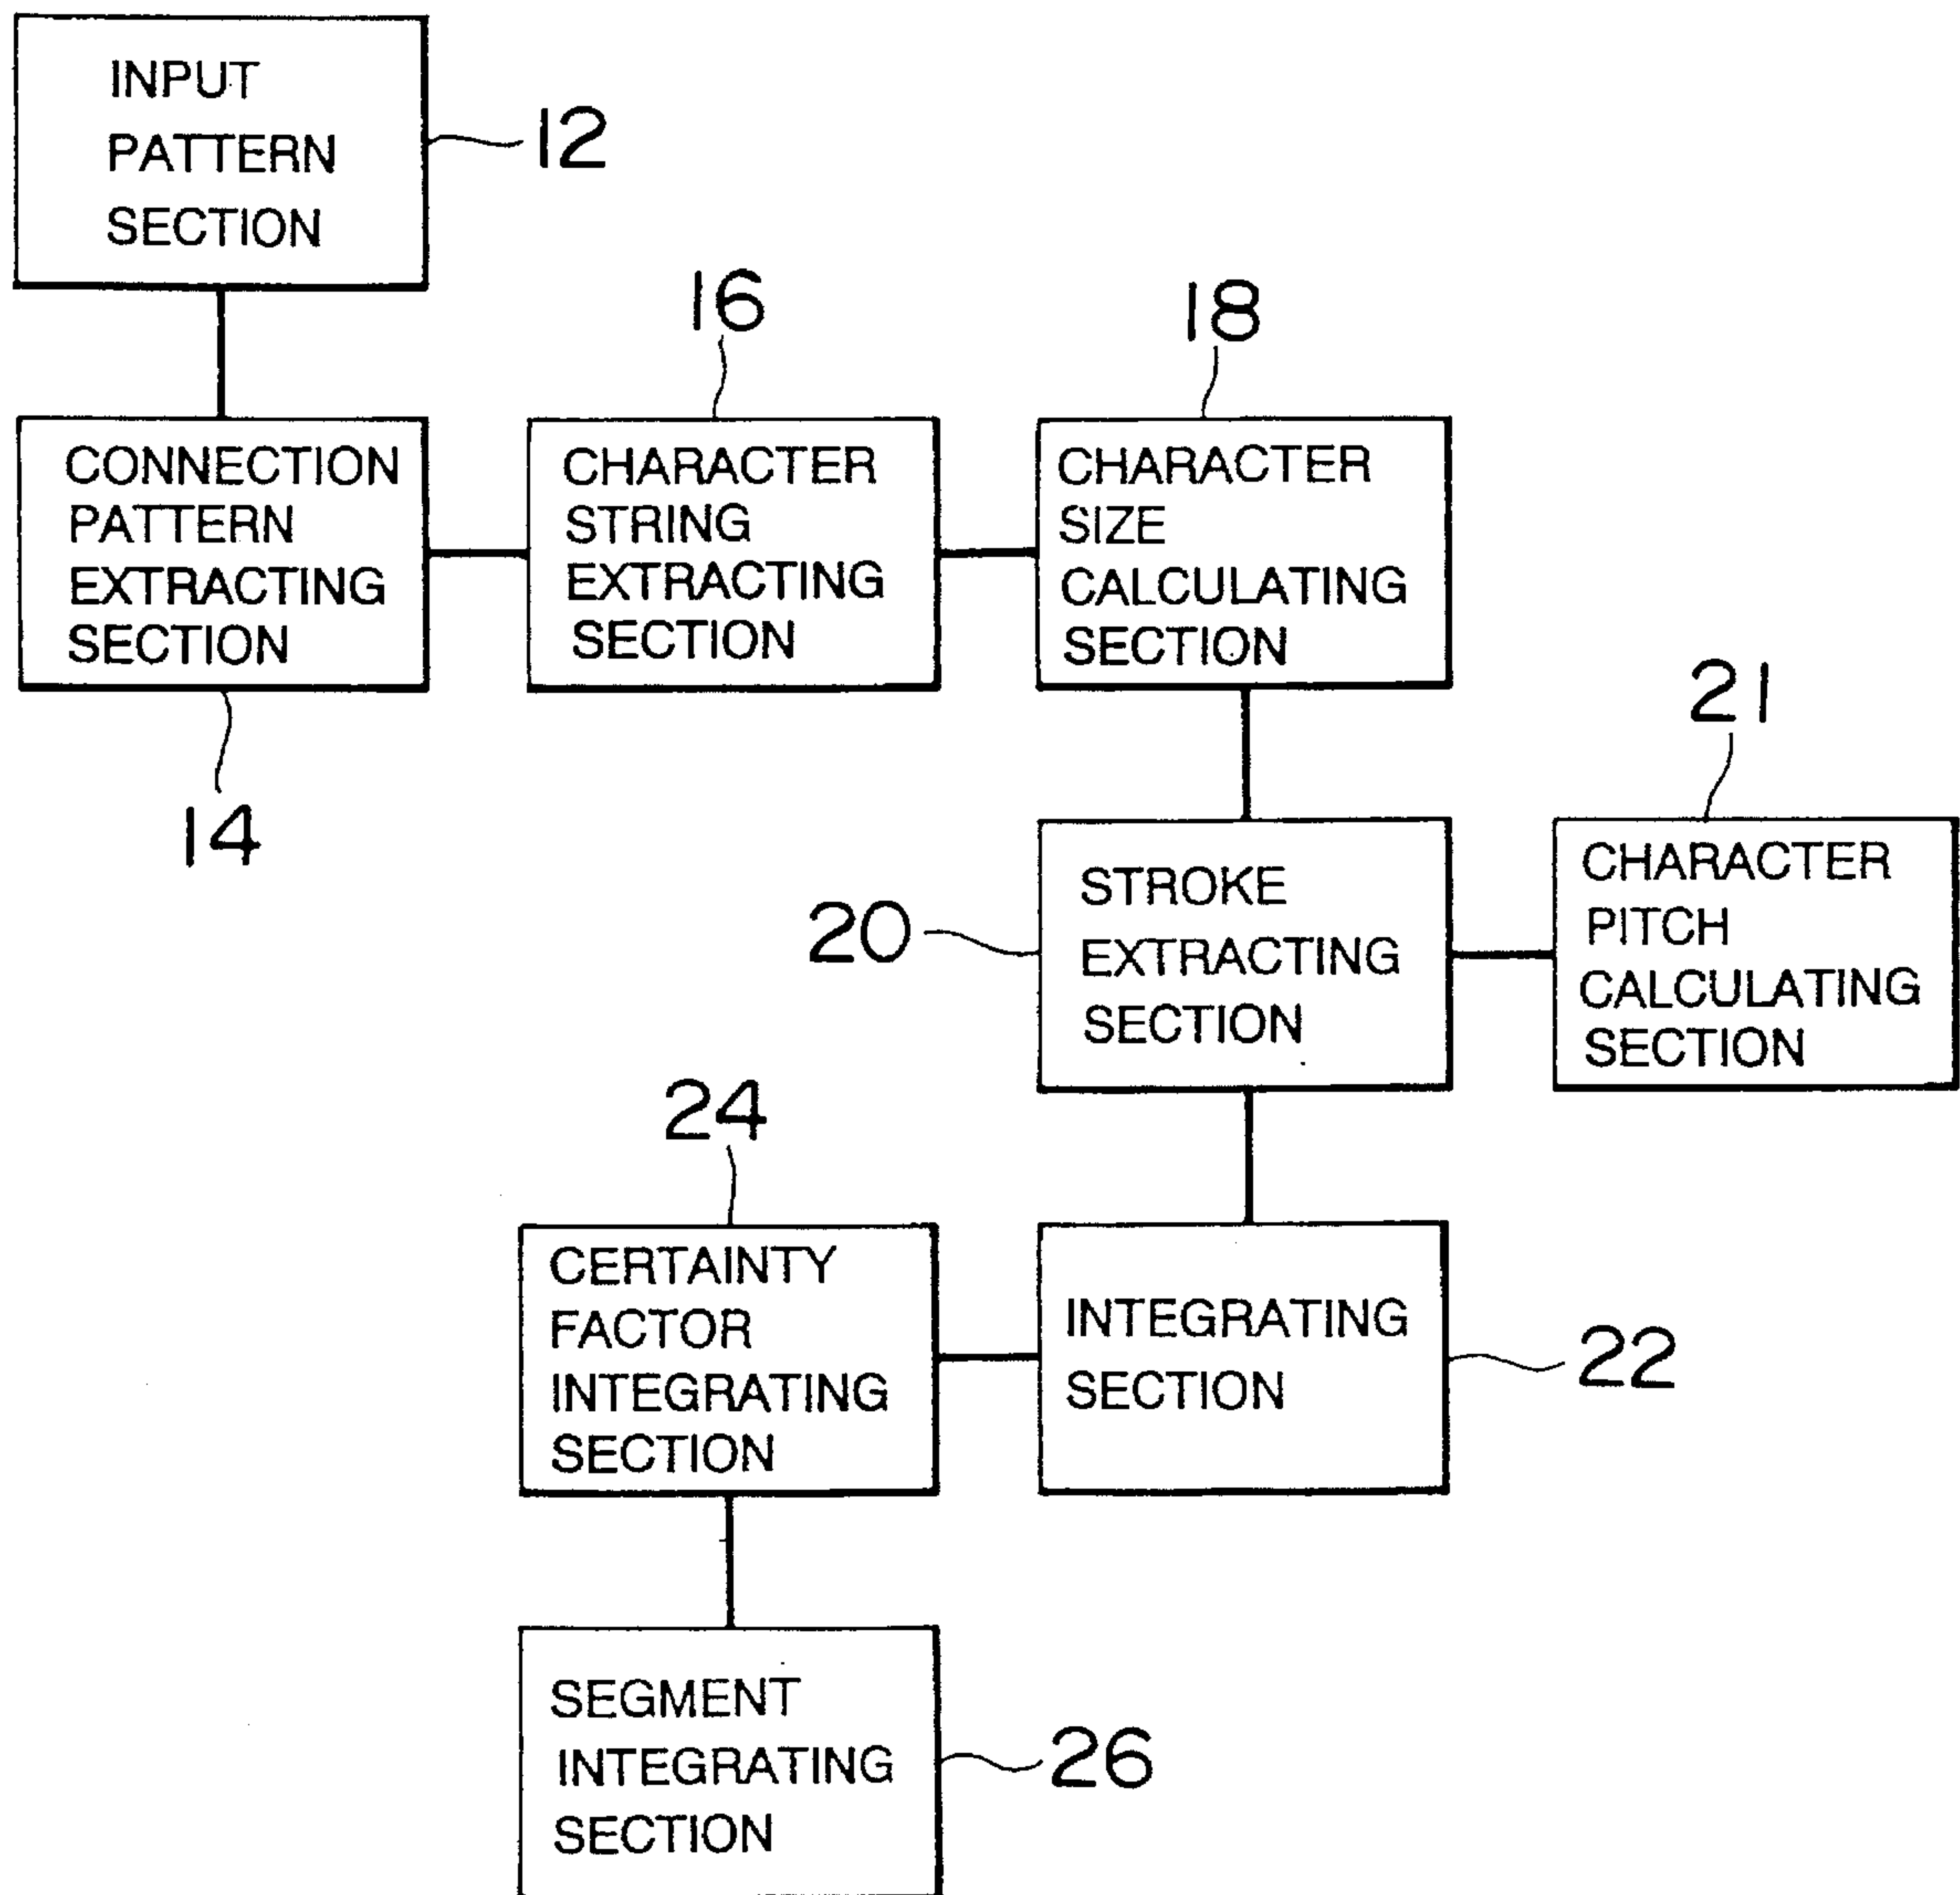 INPUT
PATTERN
SECTION
12
16
18
CONNECTION
PATTERN
EXTRACTING
SECTION
14
CHARACTER
STRING
EXTRACTING
SECTION
CHARACTER
SIZE
CALCULATING
SECTION
21
20
STROKE
EXTRACTING
SECTION
CHARACTER
PITCH
CALCULATING
SECTION
24
CERTAINTY
FACTOR
INTEGRATING
SECTION
INTEGRATING
SECTION
22
SEGMENT
INTEGRATING
SECTION
26